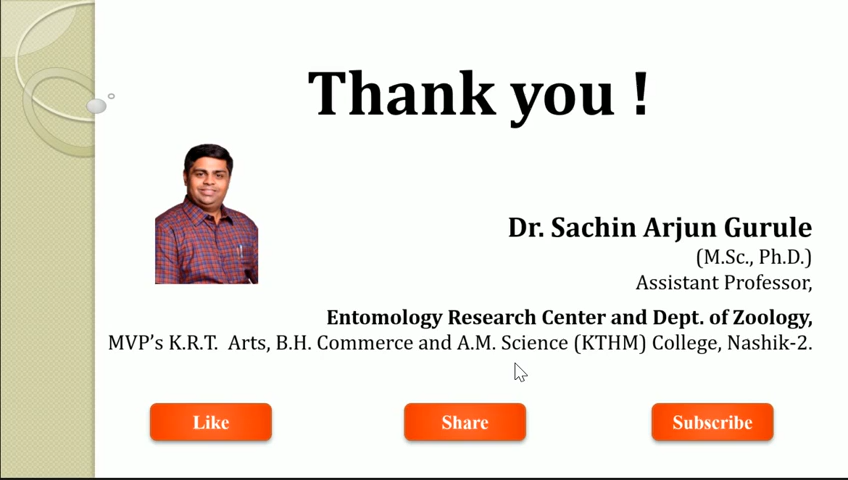 Thank you !
Dr. Sachin Arjun Gurule
(M.Sc., Ph.D.)
Assistant Professor,
Entomology Research Center and Dept. of Zoology,
MVP's K.R.T. Arts, B.H. Commerce and A.M. Science (KTHM) College, Nashik-2.
Like
Share
Subscribe